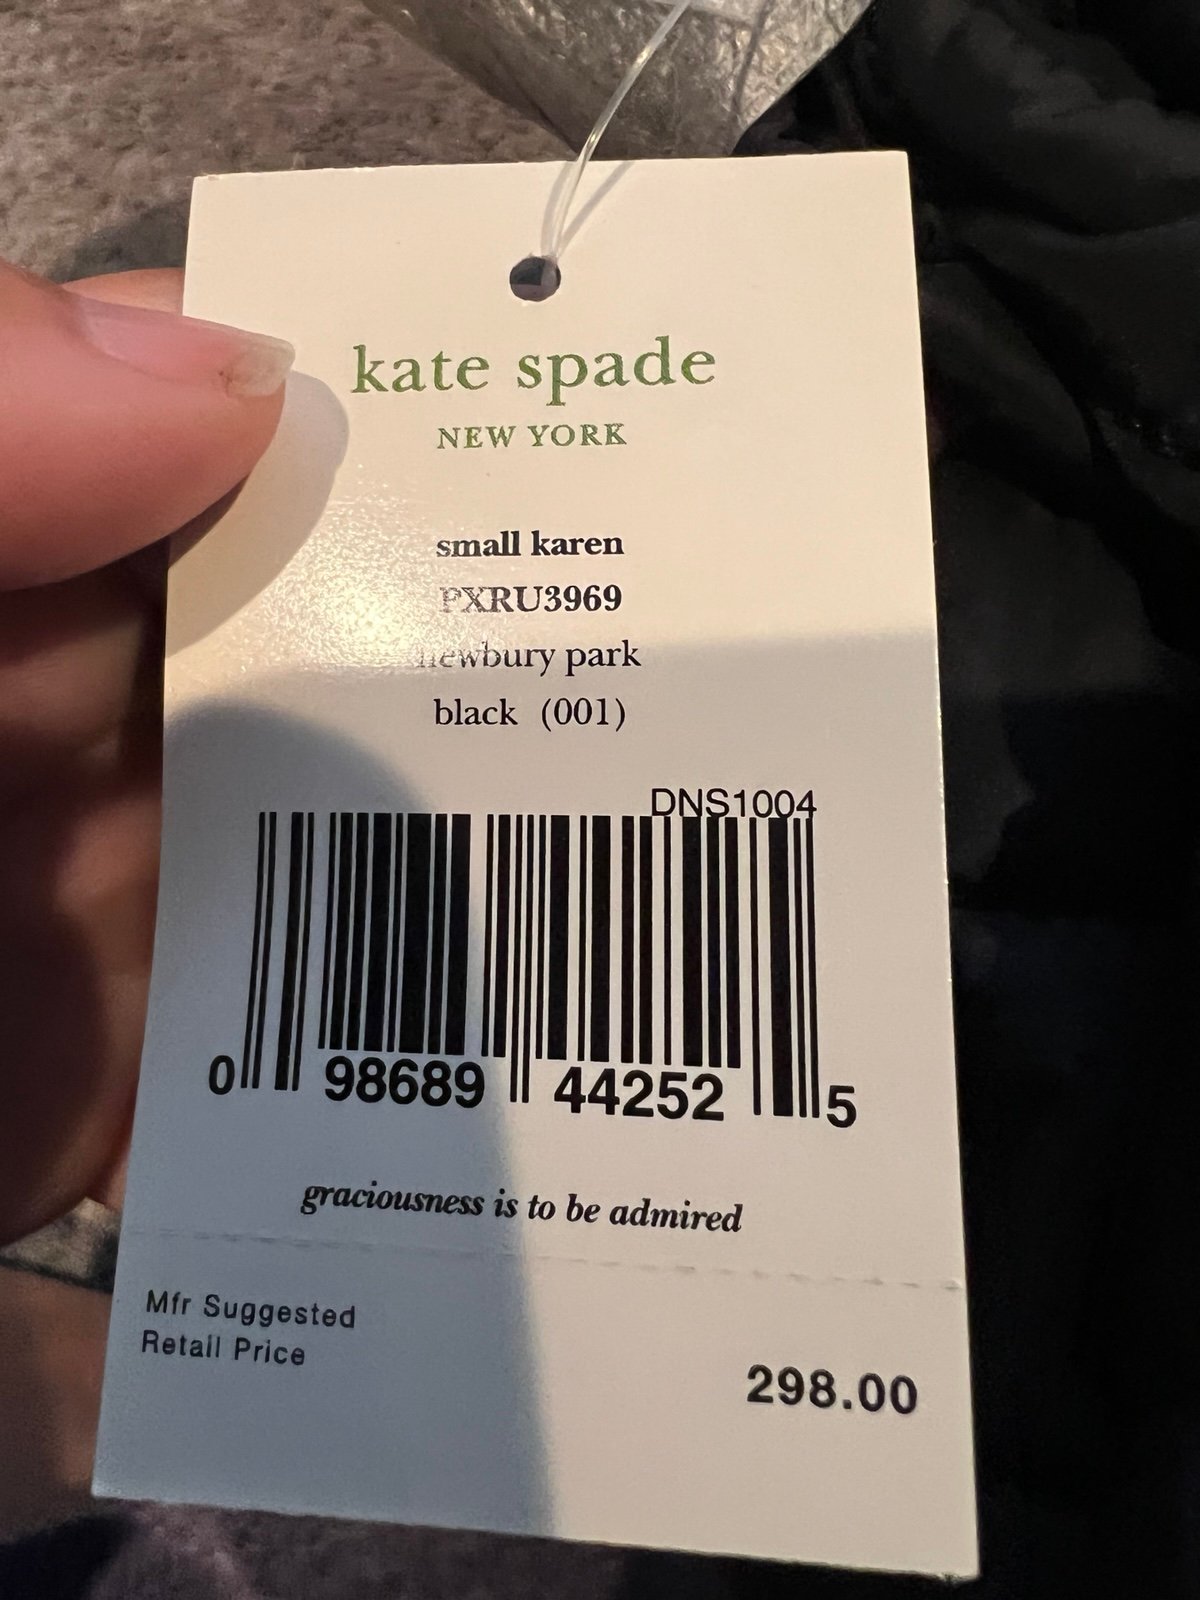 kate spade
NEW YORK
small karen
PXRU3969
newbury park
black (001)
DNS1004
0 98689 44252 5
graciousness is to be admired
Mfr Suggested
Retail Price
298.00